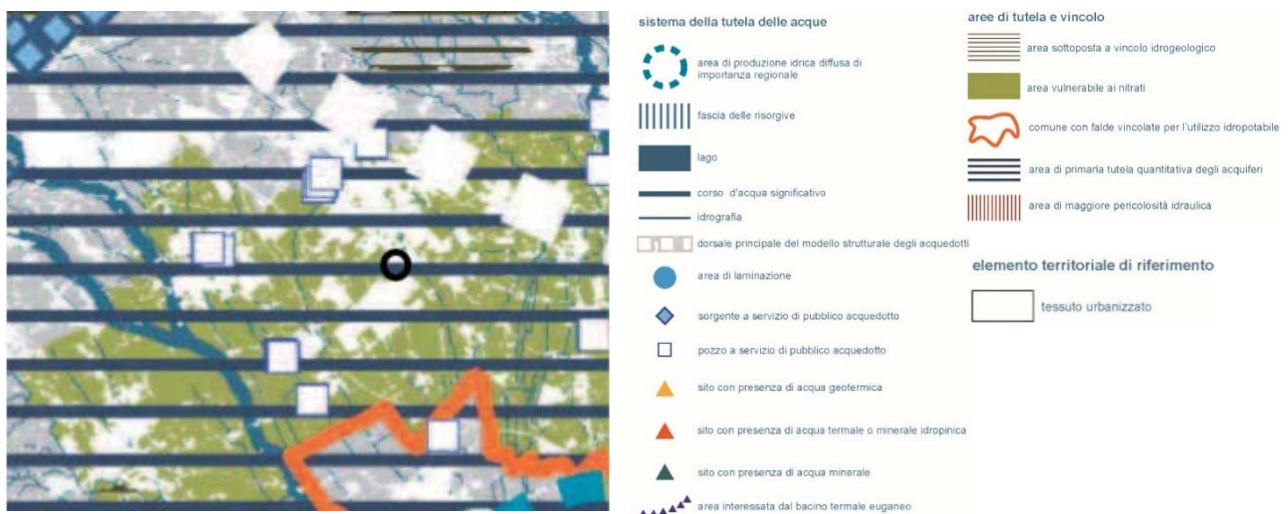 sistema della tutela delle acque
area di produzione idrica diffusa di
importanza regionale
fascia delle risorgive
lago
corso d'acqua significativo
idrografia
dorsale principale del modello strutturale degli acquedotti
area di laminazione
sorgente a servizio di pubblico acquedotto
pozzo a servizio di pubblico acquedotto
sito con presenza di acqua geotermica
sito con presenza di acqua termale o minerale idropinica
sito con presenza di acqua minerale
area interessata dal bacino termale euganeo
aree di tutela e vincolo
area sottoposta a vincolo idrogeologico
area vulnerabile ai nitrati
comune con falde vincolate per l'utilizzo idropotabile
area di primaria tutela quantitativa degli acquiferi
area di maggiore pericolosità idraulica
elemento territoriale di riferimento
tessuto urbanizzato